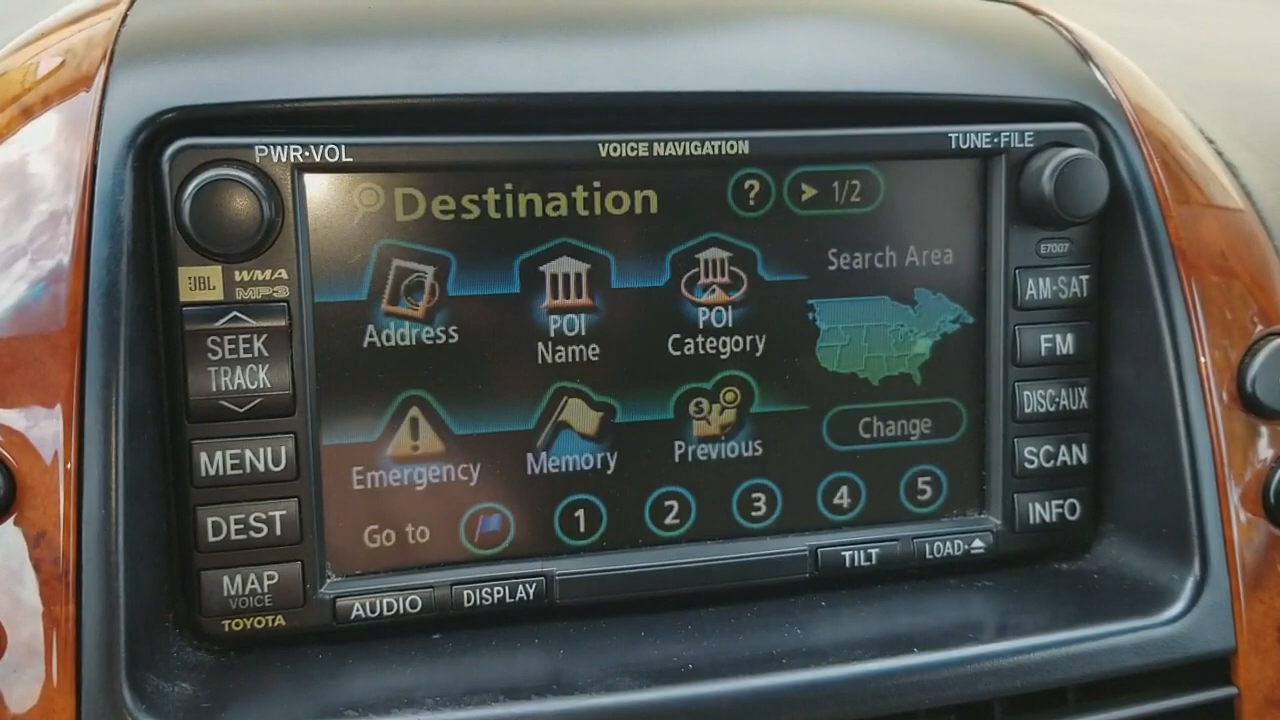 PWR·VOL
VOICE NAVIGATION
TUNE·FILE
JBL
WMA
MP3
SEEK
TRACK
MENU
DEST
MAP
VOICE
TOYOTA
Destination
?
1/2
Address
POI
Name
POI
Category
Search Area
Emergency
Memory
Previous
Change
Go to
1
2
3
4
5
E7007
AM·SAT
FM
DISC·AUX
SCAN
INFO
AUDIO
DISPLAY
TILT
LOAD·